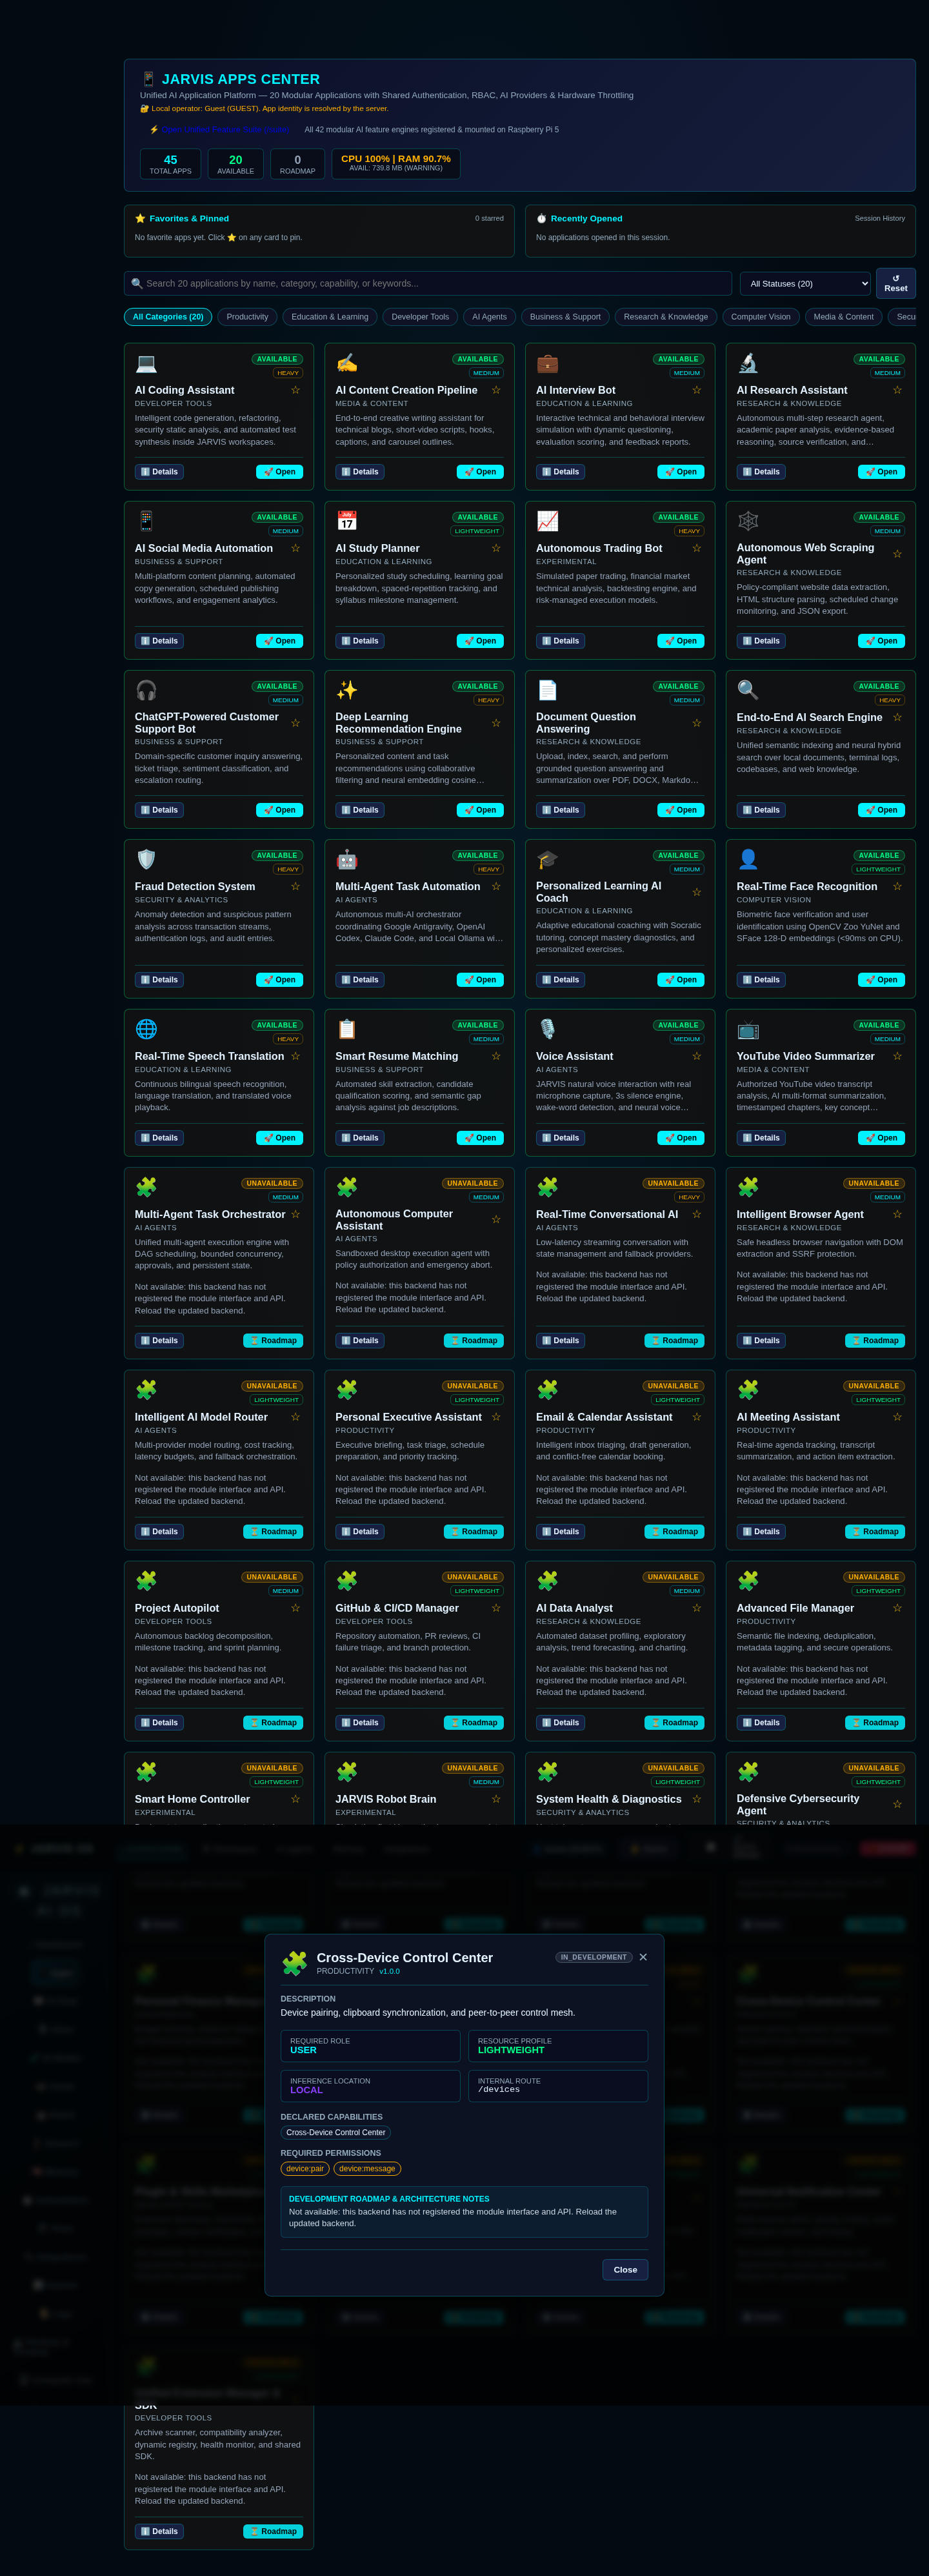 JARVIS APPS CENTER
Unified AI Application Platform — 20 Modular Applications with Shared Authentication, RBAC, AI Providers & Hardware Throttling
Local operator: Guest (GUEST). App identity is resolved by the server.
All 42 modular AI feature engines registered & mounted on Raspberry Pi 5
45
TOTAL APPS
20
AVAILABLE
0
ROADMAP
CPU 100% | RAM 90.7%
AVAIL: 739.8 MB (WARNING)
Favorites & Pinned
0 starred
No favorite apps yet. Click ⭐ on any card to pin.
Recently Opened
Session History
No applications opened in this session.
Search 20 applications by name, category, capability, or keywords...
All Statuses (20)
↺ Reset
All Categories (20)
Productivity
Education & Learning
Developer Tools
AI Agents
Business & Support
Research & Knowledge
Computer Vision
Media & Content
Secu
AVAILABLE
HEAVY
AI Coding Assistant
DEVELOPER TOOLS
Intelligent code generation, refactoring,
security static analysis, and automated test
synthesis inside JARVIS workspaces.
Details
Open
AVAILABLE
MEDIUM
AI Content Creation Pipeline
MEDIA & CONTENT
End-to-end creative writing assistant for
technical blogs, short-video scripts, hooks,
captions, and carousel outlines.
Details
Open
AVAILABLE
MEDIUM
AI Interview Bot
EDUCATION & LEARNING
Interactive technical and behavioral interview
simulation with dynamic questioning,
evaluation scoring, and feedback reports.
Details
Open
AVAILABLE
MEDIUM
AI Research Assistant
RESEARCH & KNOWLEDGE
Autonomous multi-step research agent,
academic paper analysis, evidence-based
reasoning, source verification, and…
Details
Open
AVAILABLE
MEDIUM
AI Social Media Automation
BUSINESS & SUPPORT
Multi-platform content planning, automated
copy generation, scheduled publishing
workflows, and engagement analytics.
Details
Open
AVAILABLE
LIGHTWEIGHT
AI Study Planner
EDUCATION & LEARNING
Personalized study scheduling, learning goal
breakdown, spaced-repetition tracking, and
syllabus milestone management.
Details
Open
AVAILABLE
HEAVY
Autonomous Trading Bot
EXPERIMENTAL
Simulated paper trading, financial market
technical analysis, backtesting engine, and
risk-managed execution models.
Details
Open
AVAILABLE
MEDIUM
Autonomous Web Scraping
Agent
RESEARCH & KNOWLEDGE
Policy-compliant website data extraction,
HTML structure parsing, scheduled change
monitoring, and JSON export.
Details
Open
AVAILABLE
MEDIUM
ChatGPT-Powered Customer
Support Bot
BUSINESS & SUPPORT
Domain-specific customer inquiry answering,
ticket triage, sentiment classification, and
escalation routing.
Details
Open
AVAILABLE
HEAVY
Deep Learning
Recommendation Engine
BUSINESS & SUPPORT
Personalized content and task
recommendations using collaborative
filtering and neural embedding cosine…
Details
Open
AVAILABLE
MEDIUM
Document Question
Answering
RESEARCH & KNOWLEDGE
Upload, index, search, and perform
grounded question answering and
summarization over PDF, DOCX, Markdo…
Details
Open
AVAILABLE
HEAVY
End-to-End AI Search Engine
RESEARCH & KNOWLEDGE
Unified semantic indexing and neural hybrid
search over local documents, terminal logs,
codebases, and web knowledge.
Details
Open
AVAILABLE
HEAVY
Fraud Detection System
SECURITY & ANALYTICS
Anomaly detection and suspicious pattern
analysis across transaction streams,
authentication logs, and audit entries.
Details
Open
AVAILABLE
HEAVY
Multi-Agent Task Automation
AI AGENTS
Autonomous multi-AI orchestrator
coordinating Google Antigravity, OpenAI
Codex, Claude Code, and Local Ollama wi…
Details
Open
AVAILABLE
MEDIUM
Personalized Learning AI
Coach
EDUCATION & LEARNING
Adaptive educational coaching with Socratic
tutoring, concept mastery diagnostics, and
personalized exercises.
Details
Open
AVAILABLE
LIGHTWEIGHT
Real-Time Face Recognition
COMPUTER VISION
Biometric face verification and user
identification using OpenCV Zoo YuNet and
SFace 128-D embeddings (<90ms on CPU).
Details
Open
AVAILABLE
HEAVY
Real-Time Speech Translation
EDUCATION & LEARNING
Continuous bilingual speech recognition,
language translation, and translated voice
playback.
Details
Open
AVAILABLE
MEDIUM
Smart Resume Matching
BUSINESS & SUPPORT
Automated skill extraction, candidate
qualification scoring, and semantic gap
analysis against job descriptions.
Details
Open
AVAILABLE
MEDIUM
Voice Assistant
AI AGENTS
JARVIS natural voice interaction with real
microphone capture, 3s silence engine,
wake-word detection, and neural voice…
Details
Open
AVAILABLE
MEDIUM
YouTube Video Summarizer
MEDIA & CONTENT
Authorized YouTube video transcript
analysis, AI multi-format summarization,
timestamped chapters, key concept…
Details
Open
UNAVAILABLE
MEDIUM
Multi-Agent Task Orchestrator
AI AGENTS
Unified multi-agent execution engine with
DAG scheduling, bounded concurrency,
approvals, and persistent state.
Not available: this backend has not
registered the module interface and API.
Reload the updated backend.
Details
Roadmap
UNAVAILABLE
MEDIUM
Autonomous Computer
Assistant
AI AGENTS
Sandboxed desktop execution agent with
policy authorization and emergency abort.
Not available: this backend has not
registered the module interface and API.
Reload the updated backend.
Details
Roadmap
UNAVAILABLE
HEAVY
Real-Time Conversational AI
AI AGENTS
Low-latency streaming conversation with
state management and fallback providers.
Not available: this backend has not
registered the module interface and API.
Reload the updated backend.
Details
Roadmap
UNAVAILABLE
MEDIUM
Intelligent Browser Agent
RESEARCH & KNOWLEDGE
Safe headless browser navigation with DOM
extraction and SSRF protection.
Not available: this backend has not
registered the module interface and API.
Reload the updated backend.
Details
Roadmap
UNAVAILABLE
LIGHTWEIGHT
Intelligent AI Model Router
AI AGENTS
Multi-provider model routing, cost tracking,
latency budgets, and fallback orchestration.
Not available: this backend has not
registered the module interface and API.
Reload the updated backend.
Details
Roadmap
UNAVAILABLE
LIGHTWEIGHT
Personal Executive Assistant
PRODUCTIVITY
Executive briefing, task triage, schedule
preparation, and priority tracking.
Not available: this backend has not
registered the module interface and API.
Reload the updated backend.
Details
Roadmap
UNAVAILABLE
LIGHTWEIGHT
Email & Calendar Assistant
PRODUCTIVITY
Intelligent inbox triaging, draft generation,
and conflict-free calendar booking.
Not available: this backend has not
registered the module interface and API.
Reload the updated backend.
Details
Roadmap
UNAVAILABLE
LIGHTWEIGHT
AI Meeting Assistant
PRODUCTIVITY
Real-time agenda tracking, transcript
summarization, and action item extraction.
Not available: this backend has not
registered the module interface and API.
Reload the updated backend.
Details
Roadmap
UNAVAILABLE
MEDIUM
Project Autopilot
DEVELOPER TOOLS
Autonomous backlog decomposition,
milestone tracking, and sprint planning.
Not available: this backend has not
registered the module interface and API.
Reload the updated backend.
Details
Roadmap
UNAVAILABLE
LIGHTWEIGHT
GitHub & CI/CD Manager
DEVELOPER TOOLS
Repository automation, PR reviews, CI
failure triage, and branch protection.
Not available: this backend has not
registered the module interface and API.
Reload the updated backend.
Details
Roadmap
UNAVAILABLE
MEDIUM
AI Data Analyst
RESEARCH & KNOWLEDGE
Automated dataset profiling, exploratory
analysis, trend forecasting, and charting.
Not available: this backend has not
registered the module interface and API.
Reload the updated backend.
Details
Roadmap
UNAVAILABLE
LIGHTWEIGHT
Advanced File Manager
PRODUCTIVITY
Semantic file indexing, deduplication,
metadata tagging, and secure operations.
Not available: this backend has not
registered the module interface and API.
Reload the updated backend.
Details
Roadmap
UNAVAILABLE
LIGHTWEIGHT
Smart Home Controller
EXPERIMENTAL
UNAVAILABLE
MEDIUM
JARVIS Robot Brain
EXPERIMENTAL
UNAVAILABLE
LIGHTWEIGHT
System Health & Diagnostics
SECURITY & ANALYTICS
UNAVAILABLE
LIGHTWEIGHT
Defensive Cybersecurity
Agent
SECURITY & ANALYTICS
Cross-Device Control Center
IN_DEVELOPMENT
✕
PRODUCTIVITY v1.0.0
DESCRIPTION
Device pairing, clipboard synchronization, and peer-to-peer control mesh.
REQUIRED ROLE
USER
RESOURCE PROFILE
LIGHTWEIGHT
INFERENCE LOCATION
LOCAL
INTERNAL ROUTE
/devices
DECLARED CAPABILITIES
Cross-Device Control Center
REQUIRED PERMISSIONS
device:pair
device:message
DEVELOPMENT ROADMAP & ARCHITECTURE NOTES
Not available: this backend has not registered the module interface and API. Reload the
updated backend.
Close
SDK
DEVELOPER TOOLS
Archive scanner, compatibility analyzer,
dynamic registry, health monitor, and shared
SDK.
Not available: this backend has not
registered the module interface and API.
Reload the updated backend.
Details
Roadmap